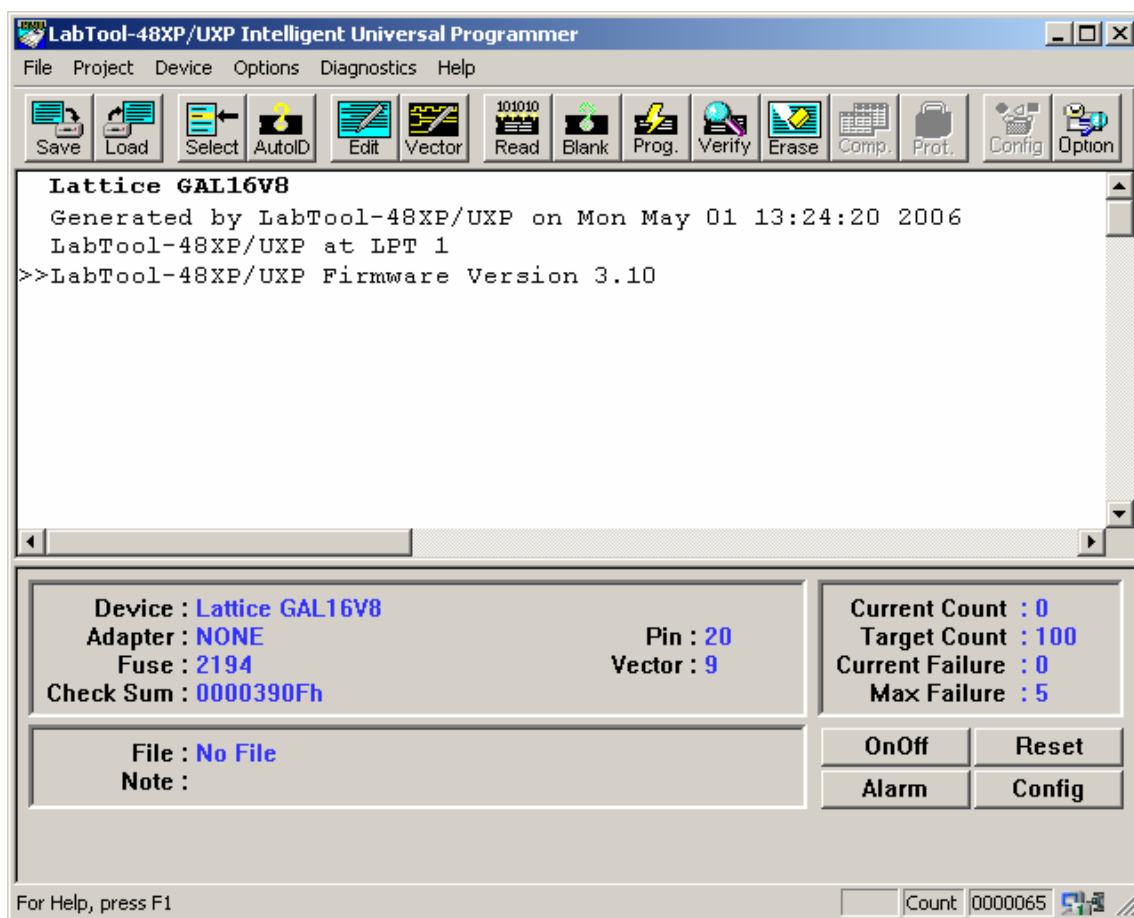 LabTool-48XP/UXP Intelligent Universal Programmer
File Project Device Options Diagnostics Help
101010
Save Load Select AutoID Edit Vector Read Blank Prog. Verify Erase Comp. Prot. Config Option
Lattice GAL16V8
Generated by LabTool-48XP/UXP on Mon May 01 13:24:20 2006
LabTool-48XP/UXP at LPT 1
>>LabTool-48XP/UXP Firmware Version 3.10
Device : Lattice GAL16V8
Adapter : NONE Pin : 20
Fuse : 2194 Vector : 9
Check Sum : 0000390Fh
Current Count : 0
Target Count : 100
Current Failure : 0
Max Failure : 5
File : No File
Note :
OnOff Reset
Alarm Config
For Help, press F1 Count 0000065